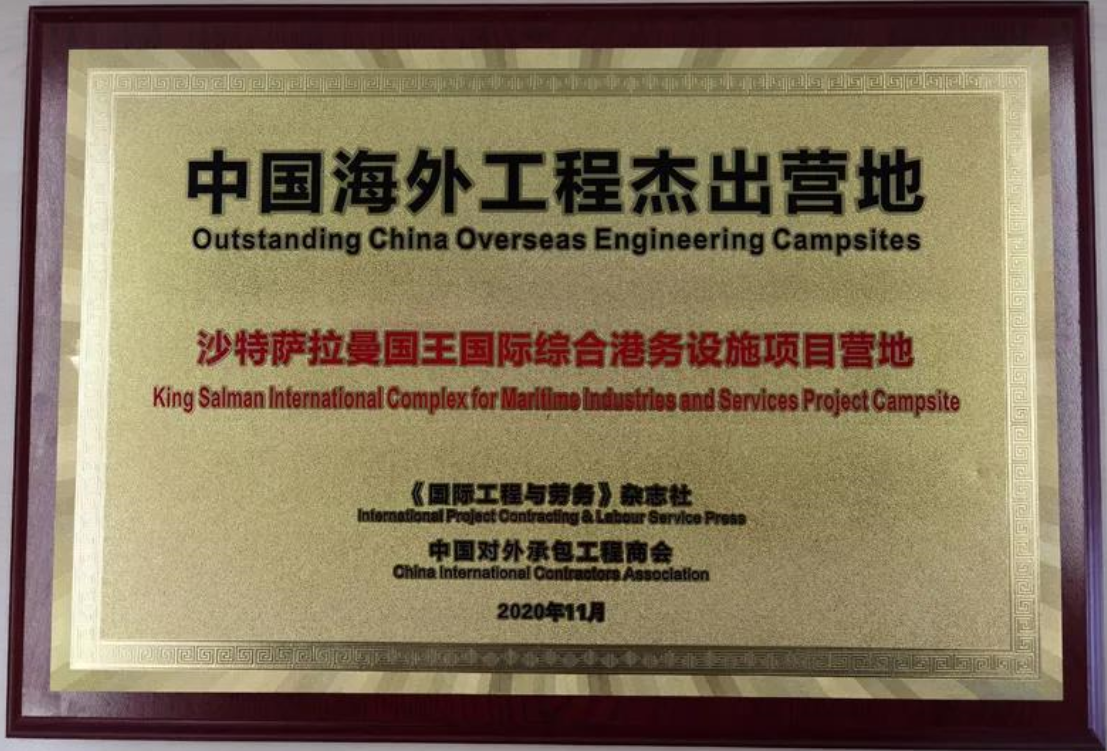 中国海外工程杰出营地
Outstanding China Overseas Engineering Campsites
沙特萨拉曼国王国际综合港务设施项目营地
King Salman International Complex for Maritime Industries and Services Project Campsite
《国际工程与劳务》杂志社
International Project Contracting & Labour Service Press
中国对外承包工程商会
China International Contractors Association
2020年11月